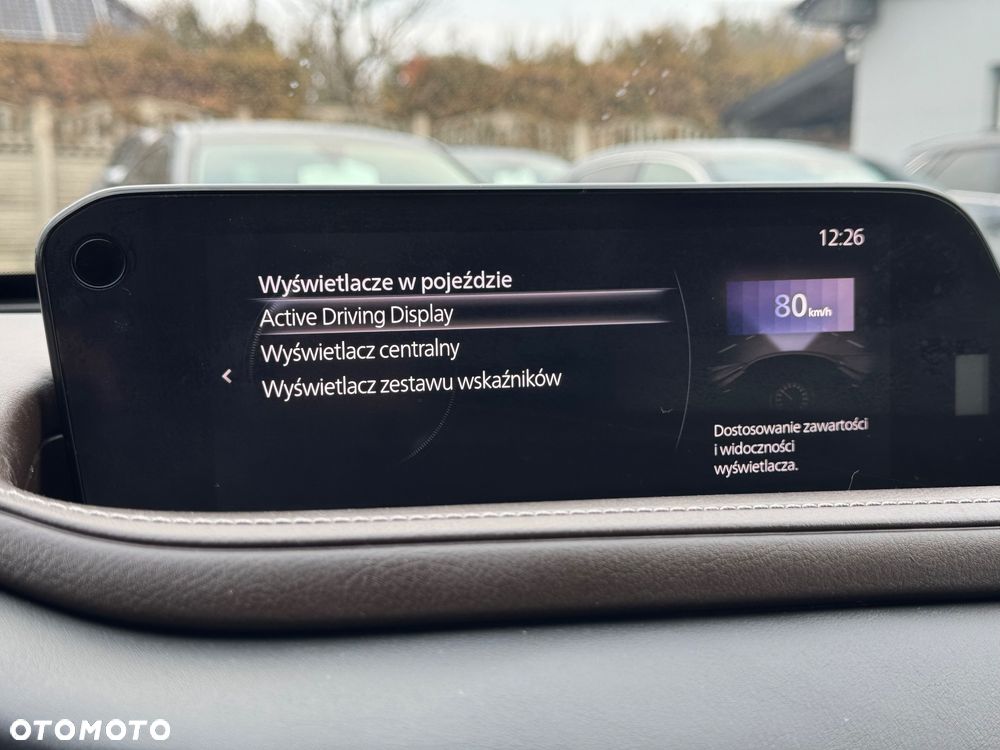 12:26
Wyświetlacze w pojeździe
Active Driving Display
Wyświetlacz centralny
Wyświetlacz zestawu wskaźników
80 km/h
Dostosowanie zawartości
i widoczności
wyświetlacza.
OTOMOTO